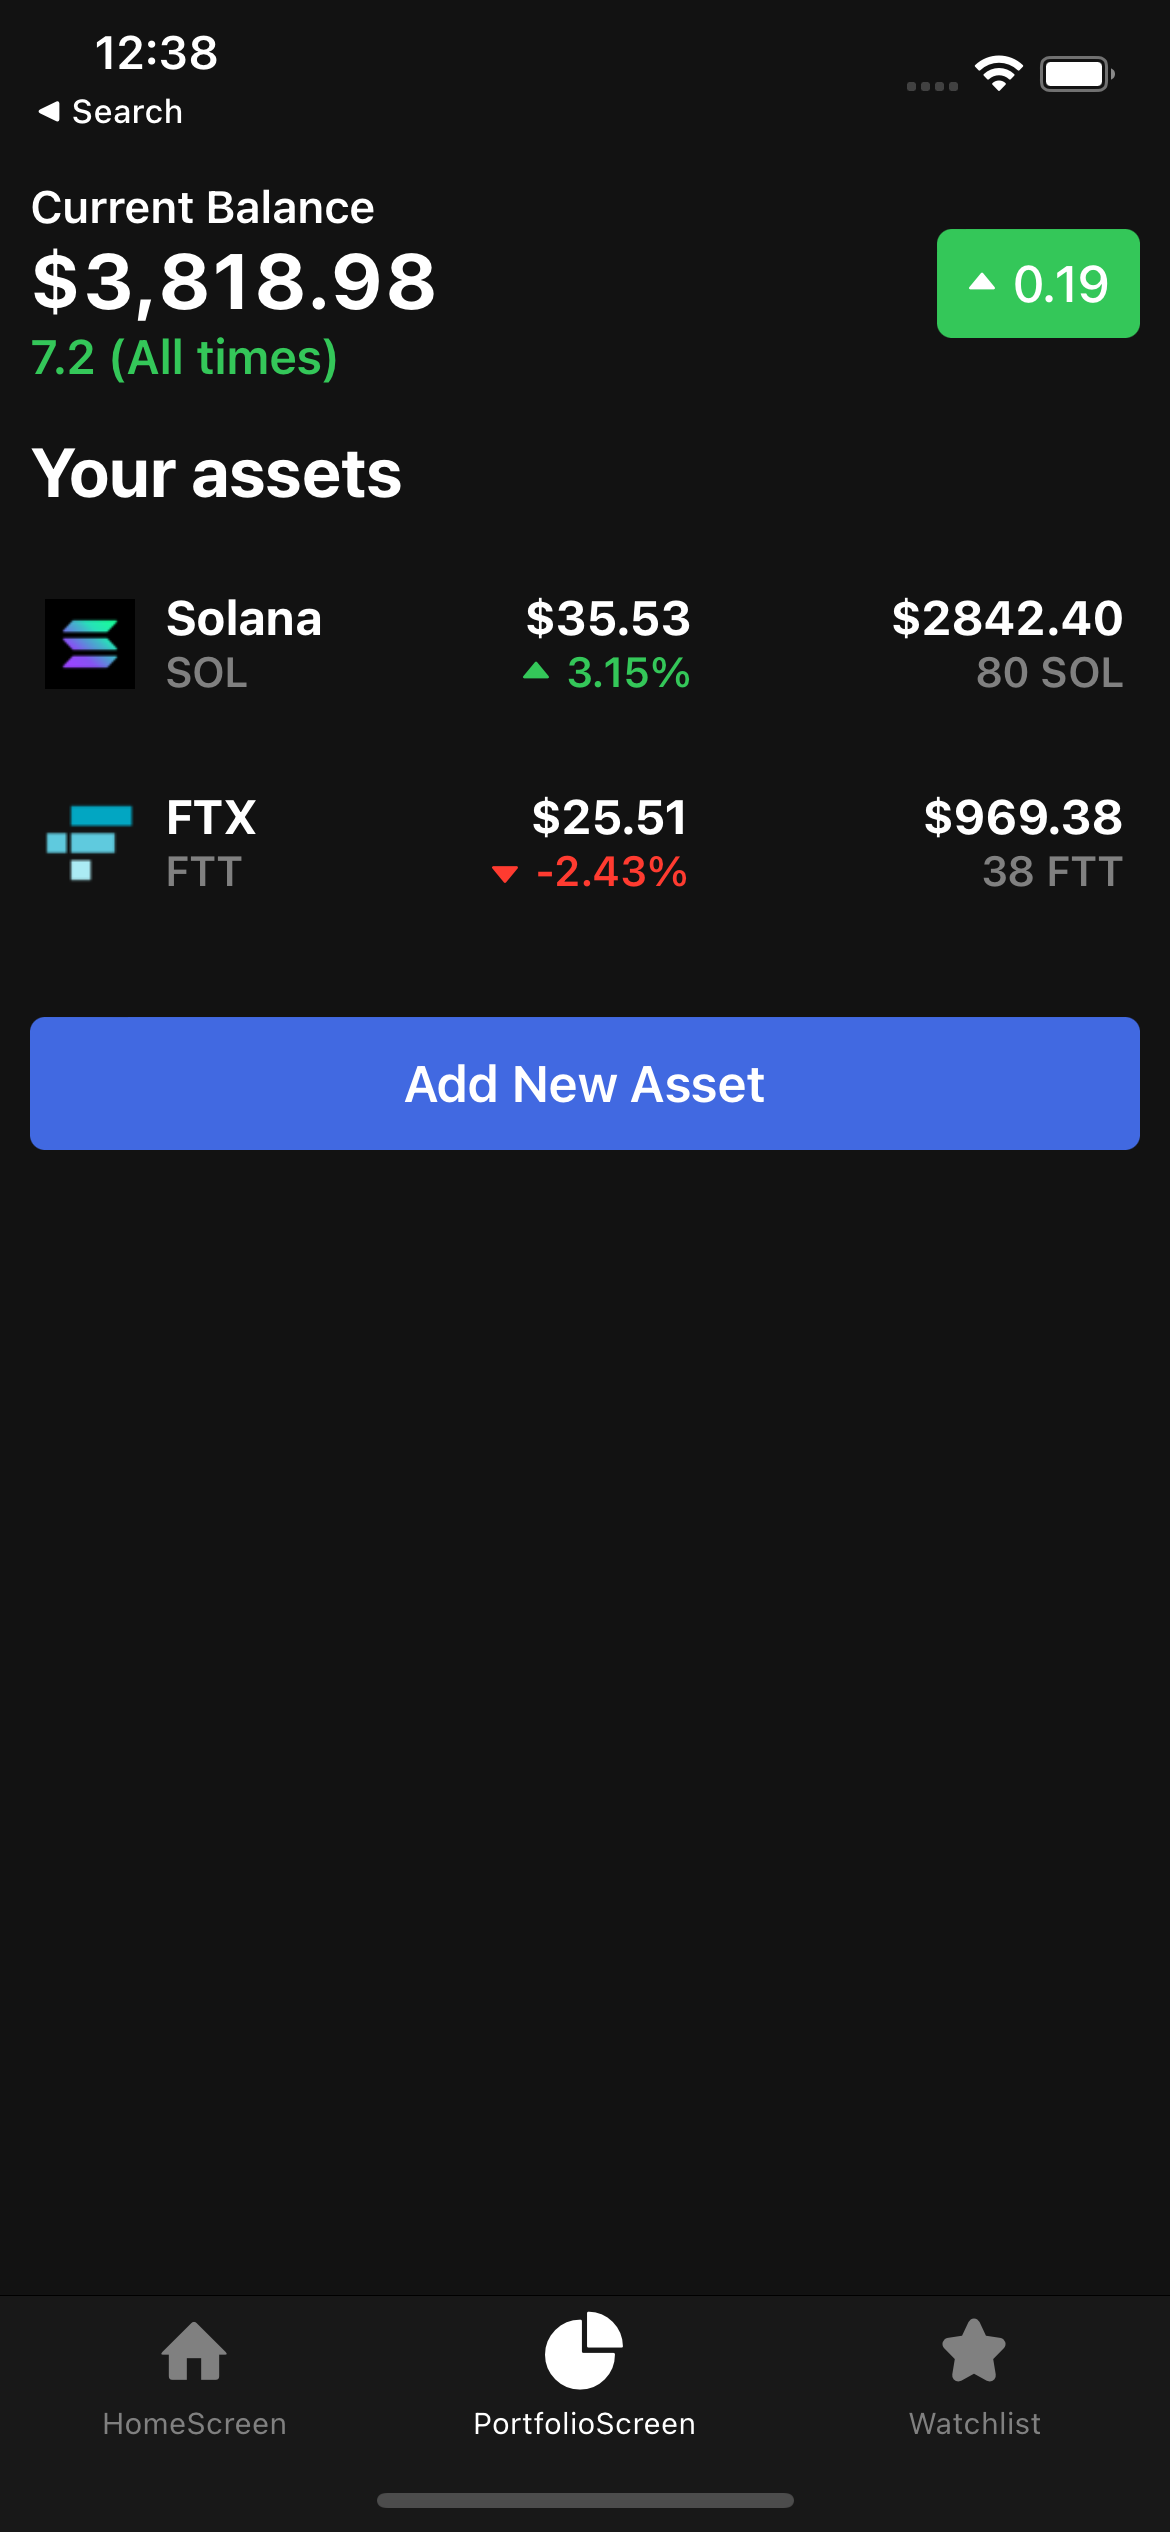 12:38
Search
Current Balance
$3,818.98
0.19
7.2 (All times)
Your assets
Solana $35.53 $2842.40
SOL 3.15% 80 SOL
FTX $25.51 $969.38
FTT -2.43% 38 FTT
Add New Asset
HomeScreen PortfolioScreen Watchlist